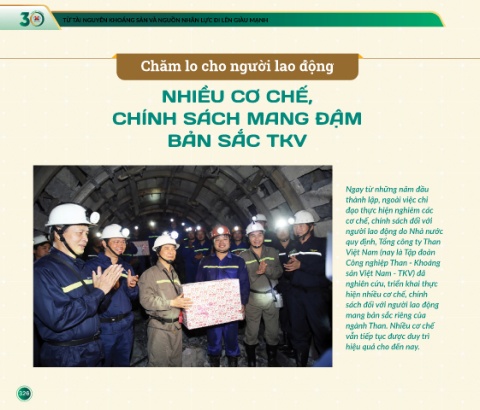 30
TỪ TÀI NGUYÊN KHOÁNG SẢN VÀ NGUỒN NHÂN LỰC ĐI LÊN GIÀU MẠNH
Chăm lo cho người lao động
NHIỀU CƠ CHẾ,
CHÍNH SÁCH MANG ĐẬM
BẢN SẮC TKV
Ngay từ những năm đầu
thành lập, ngoài việc chỉ
đạo thực hiện nghiêm các
cơ chế, chính sách đối với
người lao động do Nhà nước
quy định, Tổng công ty Than
Việt Nam (nay là Tập đoàn
Công nghiệp Than - Khoáng
sản Việt Nam - TKV) đã
nghiên cứu, triển khai thực
hiện nhiều cơ chế, chính
sách đối với người lao động
mang bản sắc riêng của
ngành Than. Nhiều cơ chế
vẫn tiếp tục được duy trì
hiệu quả cho đến nay.
324